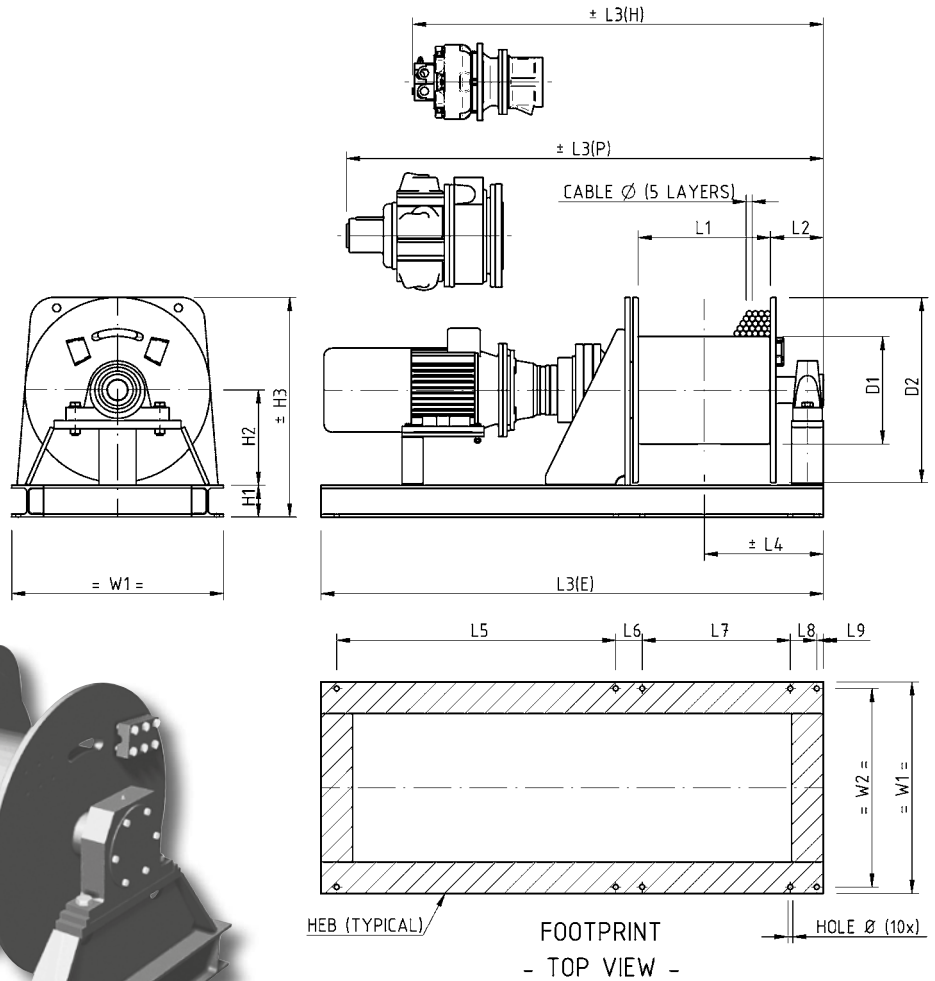 ± L3(H)
± L3(P)
CABLE Ø (5 LAYERS)
L1
L2
± H3
H2
H1
D1
D2
± L4
= W1 =
L3(E)
L5
L6
L7
L8
L9
= W2 =
= W1 =
HEB (TYPICAL)
HOLE Ø (10x)
FOOTPRINT
- TOP VIEW -